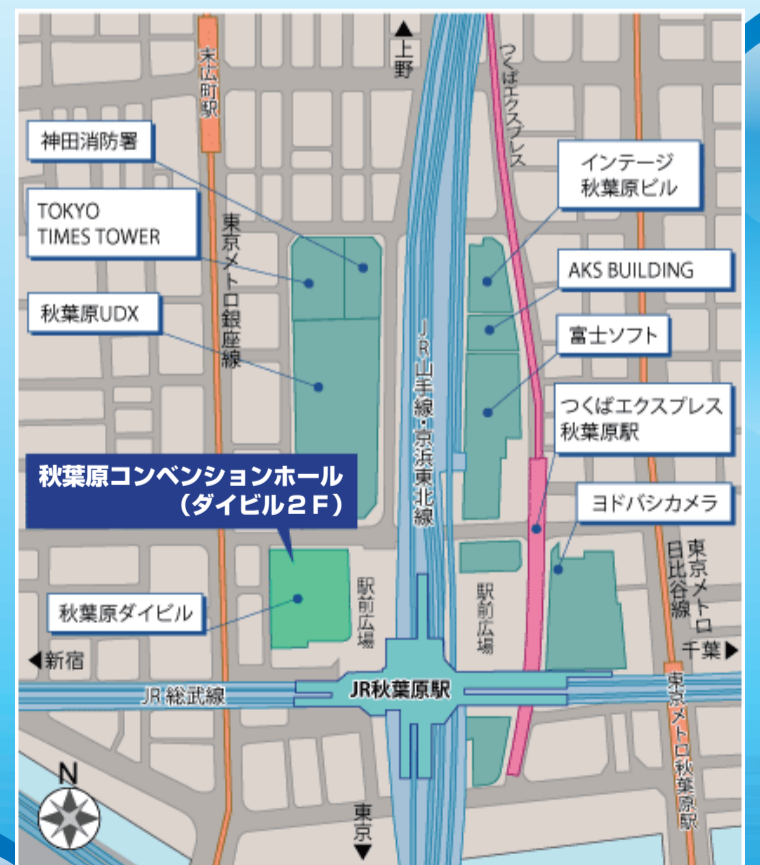 末広町駅
▲上野
つくばエクスプレス
神田消防署
TOKYO
TIMES TOWER
秋葉原UDX
東京メトロ銀座線
インテージ
秋葉原ビル
AKS BUILDING
富士ソフト
つくばエクスプレス
秋葉原駅
ヨドバシカメラ
JR山手線・京浜東北線
秋葉原コンベンションホール
(ダイビル2F)
秋葉原ダイビル
駅前広場
駅前広場
東京メトロ
日比谷線
◀新宿
千葉▶
JR 総武線
JR秋葉原駅
東京メトロ秋葉原駅
N
東京▼